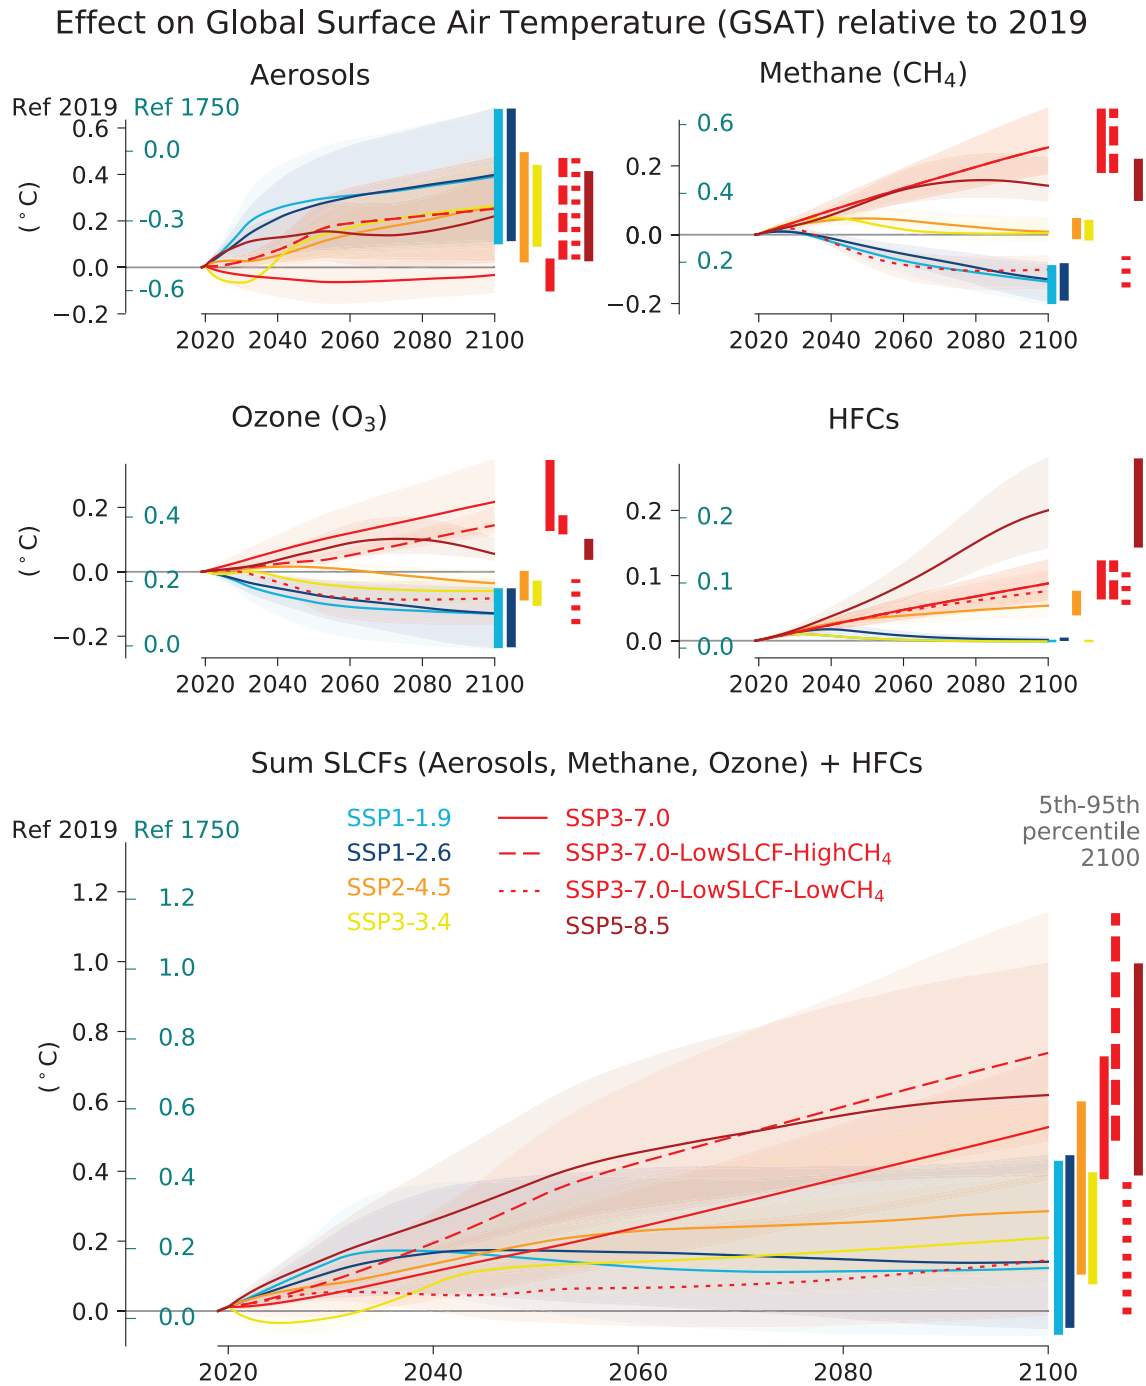 Effect on Global Surface Air Temperature (GSAT) relative to 2019
Aerosols
Ref 2019 Ref 1750
0.6
0.4
0.2
0.0
−0.2
0.0
-0.3
-0.6
(°C)
2020 2040 2060 2080 2100
Methane (CH₄)
0.2
0.0
−0.2
0.6
0.4
0.2
2020 2040 2060 2080 2100
Ozone (O₃)
0.2
0.0
−0.2
0.4
0.2
0.0
(°C)
2020 2040 2060 2080 2100
HFCs
0.2
0.1
0.0
0.2
0.1
0.0
2020 2040 2060 2080 2100
Sum SLCFs (Aerosols, Methane, Ozone) + HFCs
Ref 2019 Ref 1750
SSP1-1.9
SSP1-2.6
SSP2-4.5
SSP3-3.4
SSP3-7.0
SSP3-7.0-LowSLCF-HighCH₄
SSP3-7.0-LowSLCF-LowCH₄
SSP5-8.5
5th-95th
percentile
2100
1.2
1.0
0.8
0.6
0.4
0.2
0.0
1.2
1.0
0.8
0.6
0.4
0.2
0.0
(°C)
2020 2040 2060 2080 2100